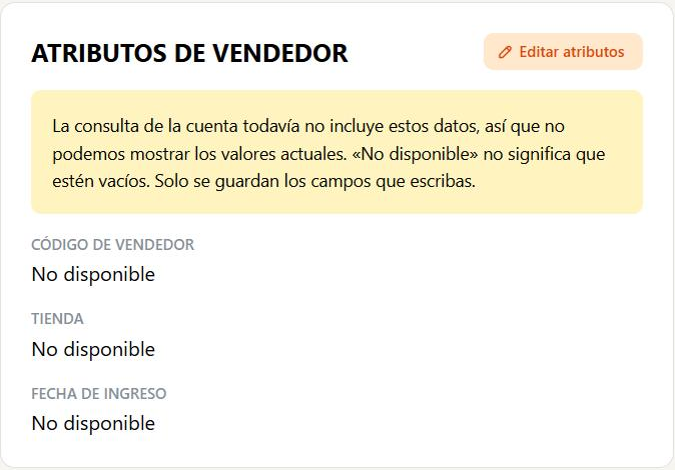 ATRIBUTOS DE VENDEDOR
Editar atributos
La consulta de la cuenta todavía no incluye estos datos, así que no
podemos mostrar los valores actuales. «No disponible» no significa que
estén vacíos. Solo se guardan los campos que escribas.
CÓDIGO DE VENDEDOR
No disponible
TIENDA
No disponible
FECHA DE INGRESO
No disponible